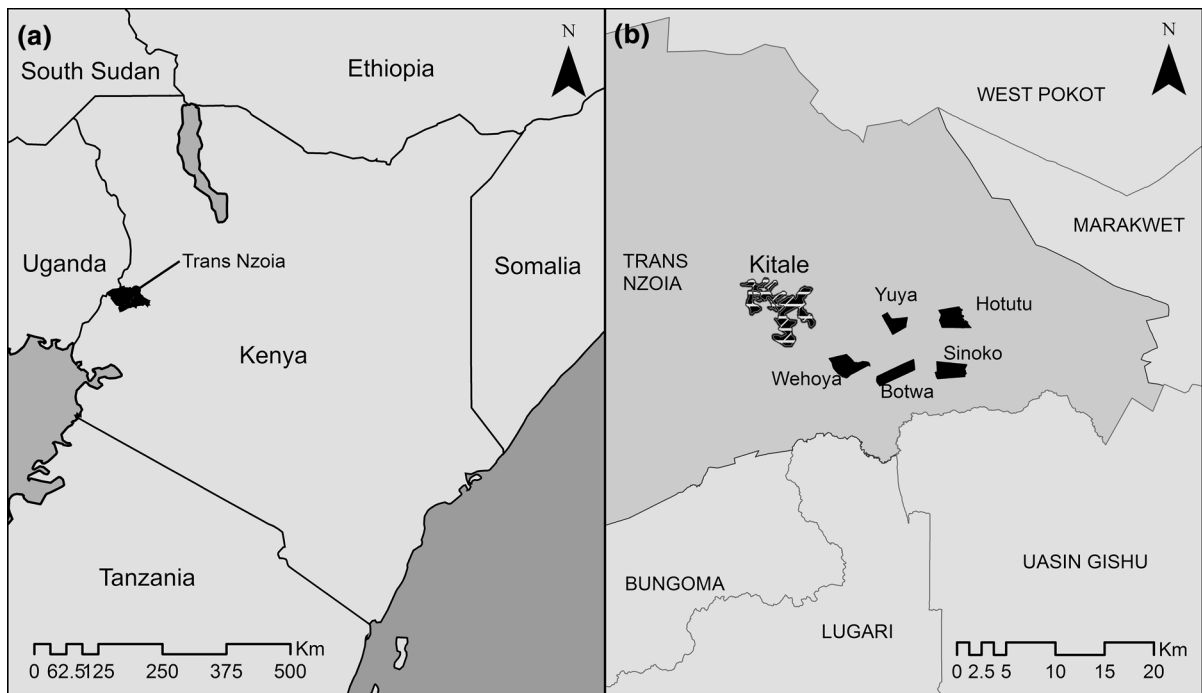 (a)
N
South Sudan
Ethiopia
Uganda
Trans Nzoia
Somalia
Kenya
Tanzania
Km
0 62.5 125 250 375 500
(b)
N
WEST POKOT
MARAKWET
TRANS
NZOIA
Kitale
Yuya
Hotutu
Sinoko
Wehoya
Botwa
UASIN GISHU
BUNGOMA
LUGARI
Km
0 2.5 5 10 15 20